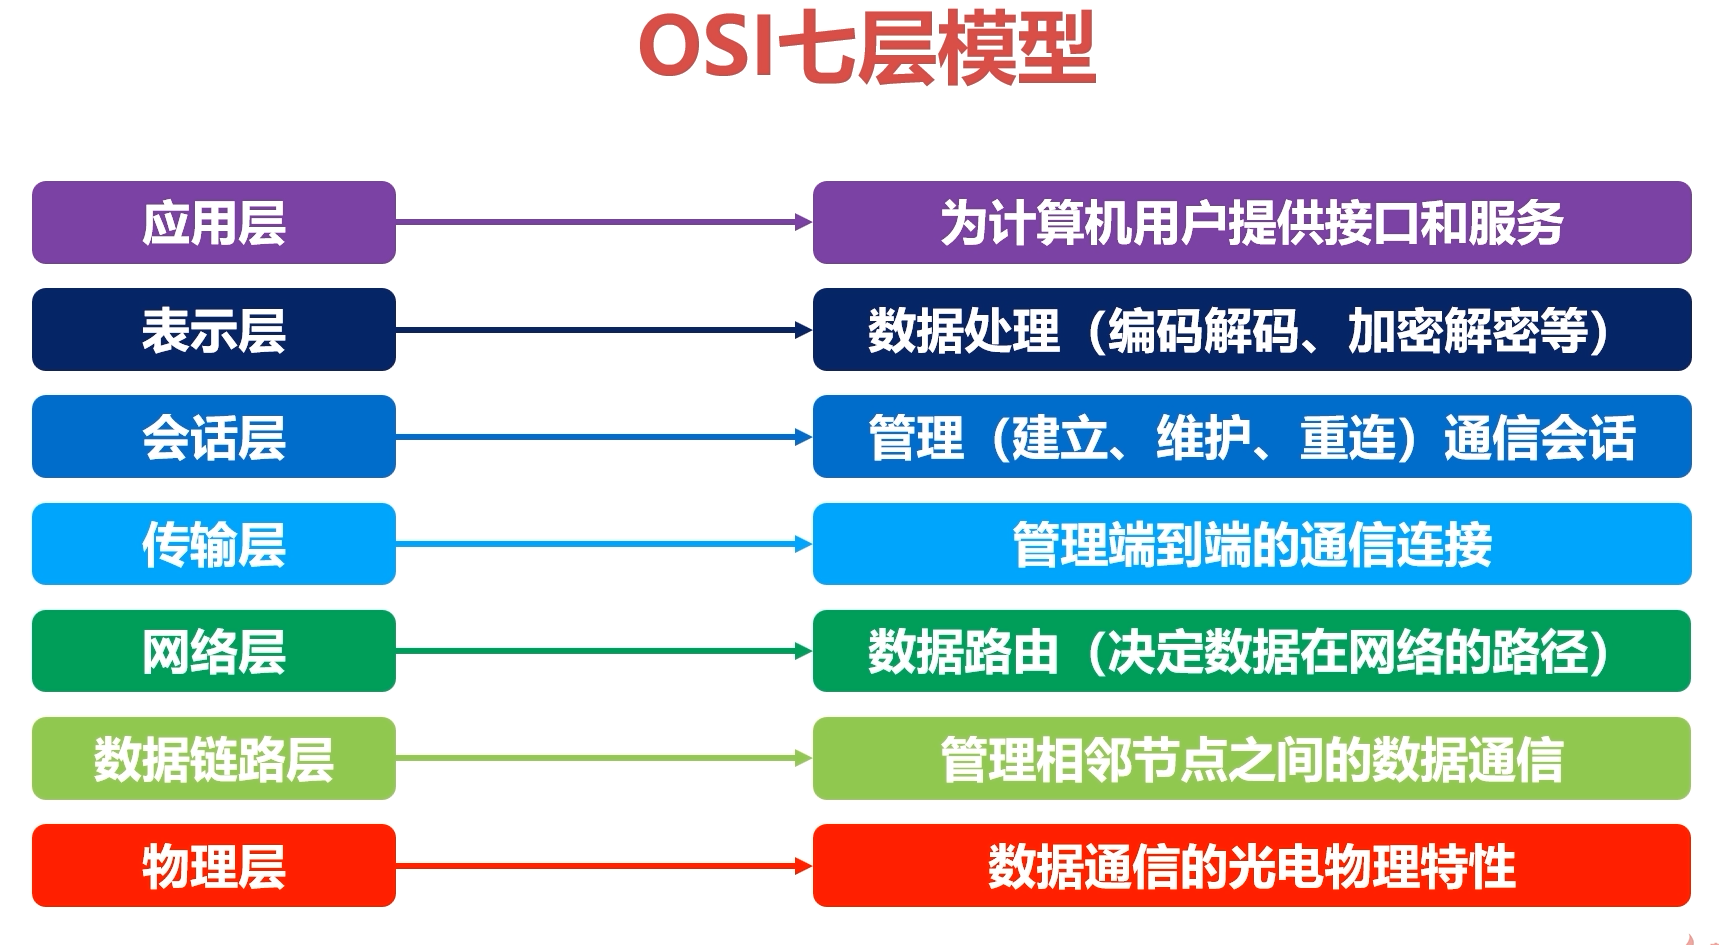 OSI七层模型
应用层
为计算机用户提供接口和服务
表示层
数据处理（编码解码、加密解密等）
会话层
管理（建立、维护、重连）通信会话
传输层
管理端到端的通信连接
网络层
数据路由（决定数据在网络的路径）
数据链路层
管理相邻节点之间的数据通信
物理层
数据通信的光电物理特性